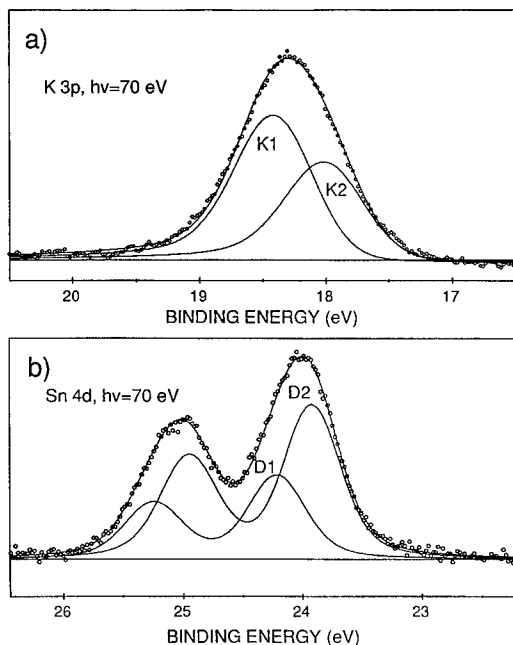 a)
K 3p, hν=70 eV
K1
K2
20 19 18 17
BINDING ENERGY (eV)
b)
Sn 4d, hν=70 eV
D2
D1
26 25 24 23
BINDING ENERGY (eV)